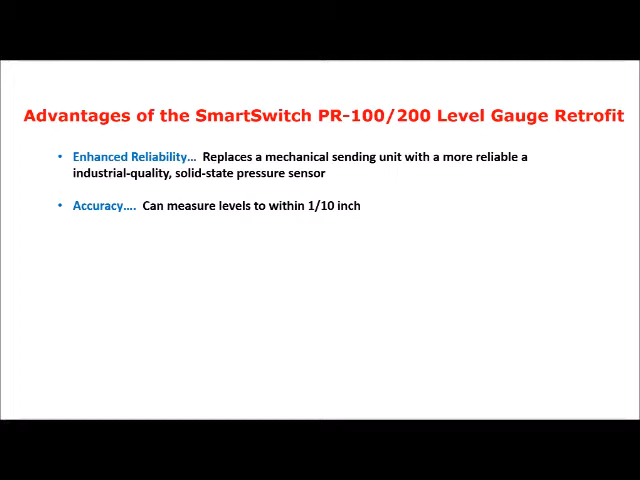 Advantages of the SmartSwitch PR-100/200 Level Gauge Retrofit
• Enhanced Reliability... Replaces a mechanical sending unit with a more reliable a
industrial-quality, solid-state pressure sensor
• Accuracy.... Can measure levels to within 1/10 inch